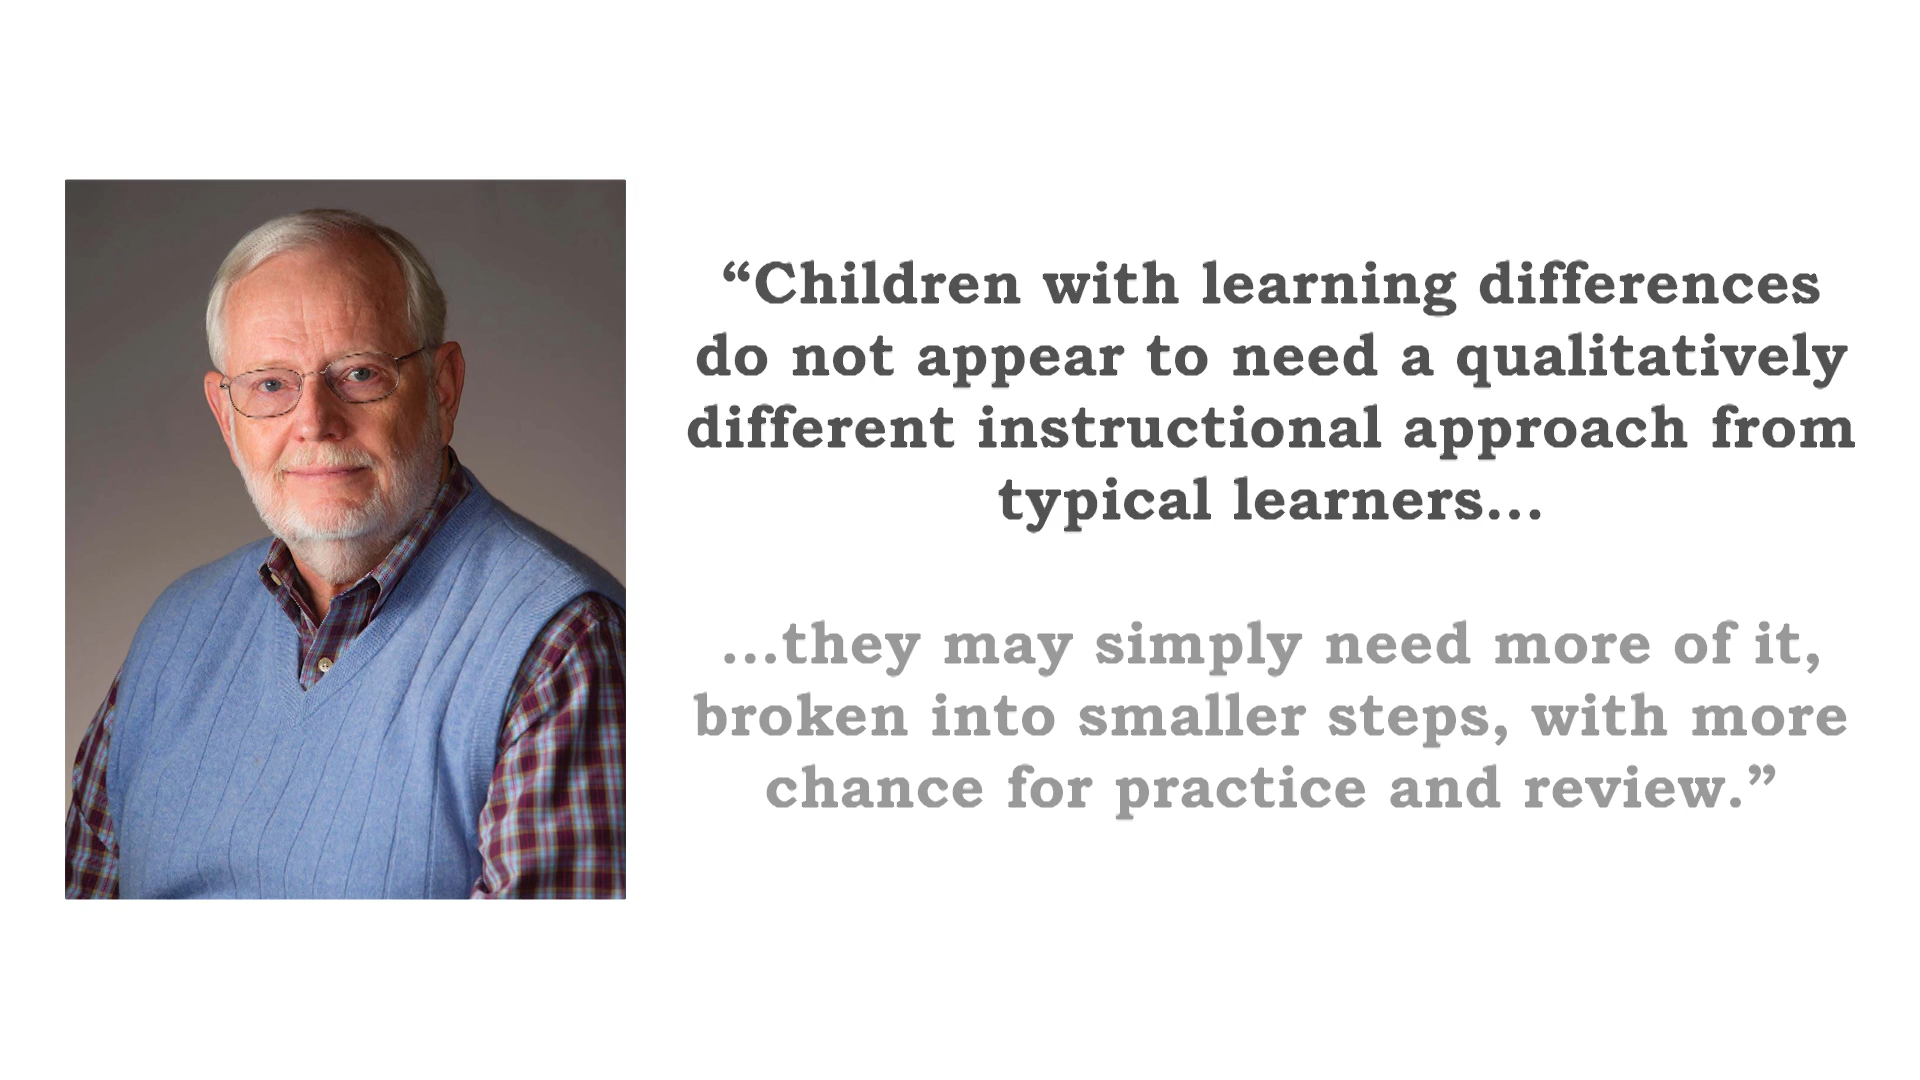 “Children with learning differences
do not appear to need a qualitatively
different instructional approach from
typical learners…
…they may simply need more of it,
broken into smaller steps, with more
chance for practice and review.”